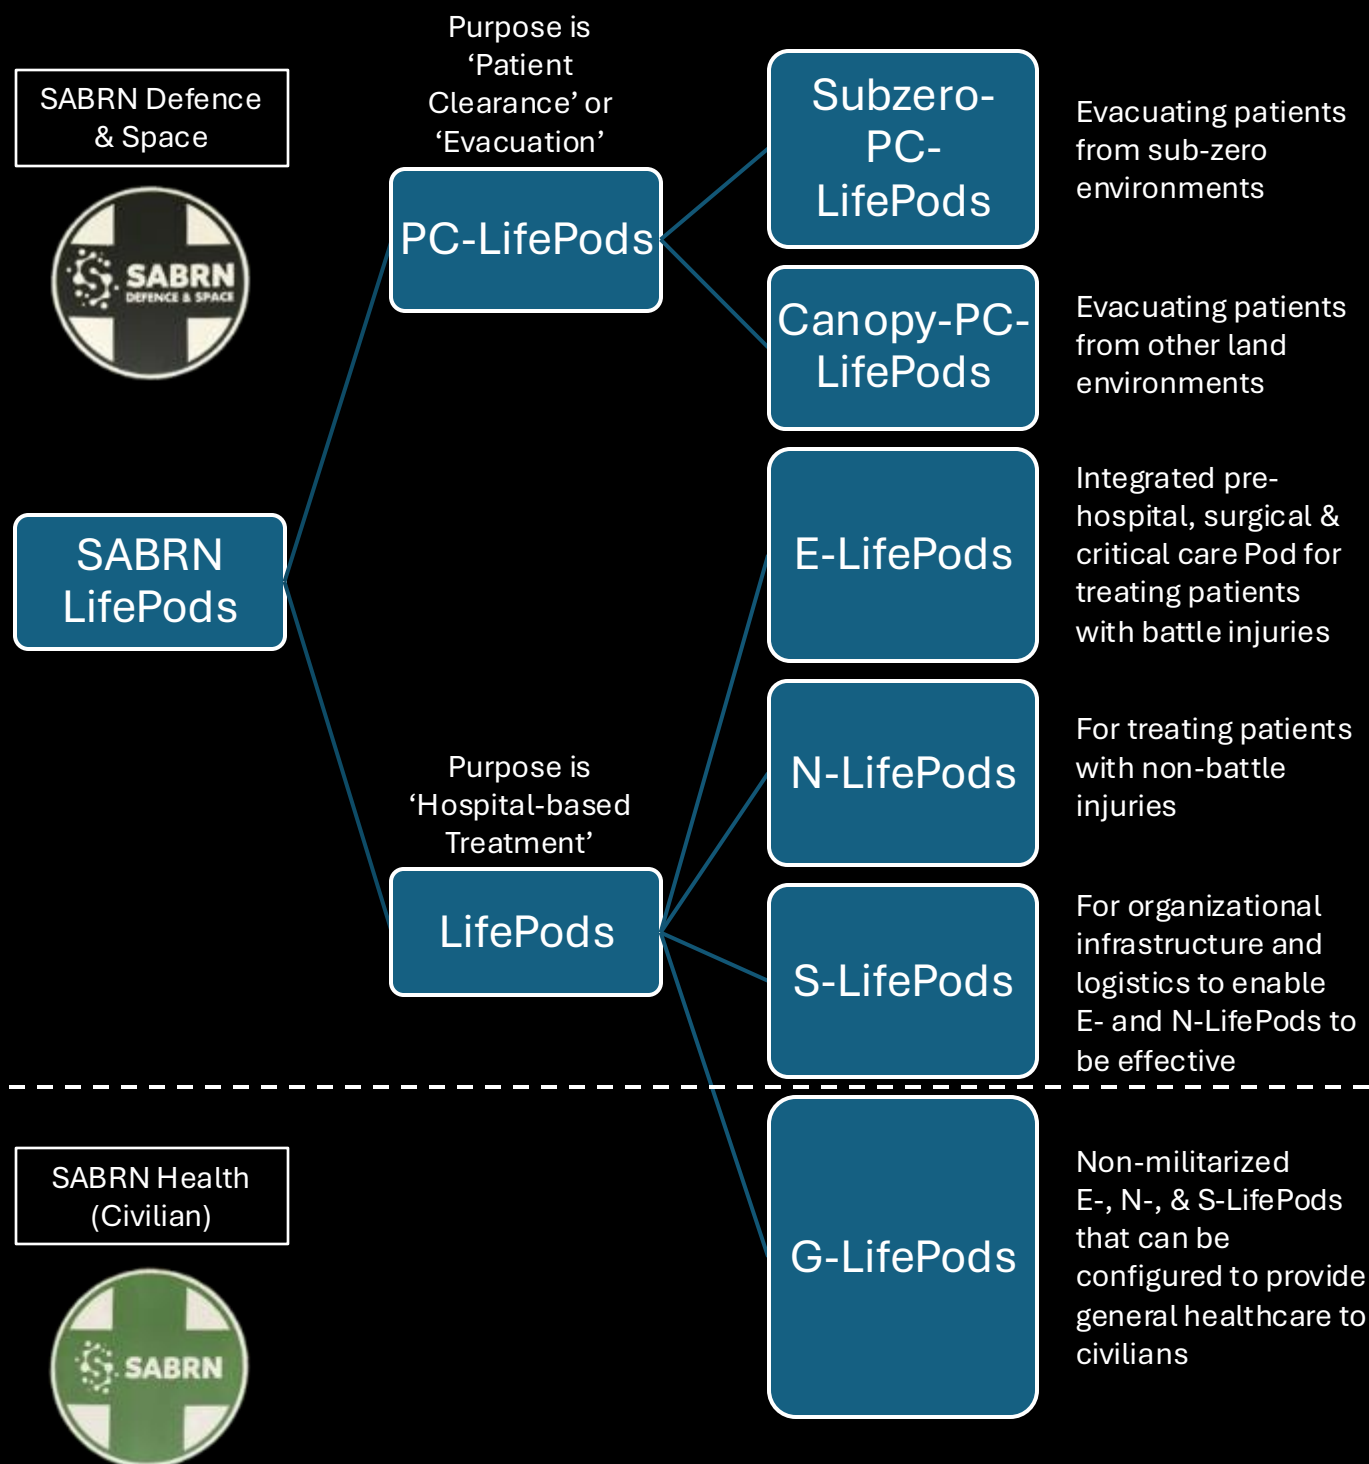 SABRN Defence
& Space
SABRN
DEFENCE & SPACE
SABRN
LifePods
Purpose is
‘Patient
Clearance’ or
‘Evacuation’
PC-LifePods
Subzero-
PC-
LifePods
Evacuating patients
from sub-zero
environments
Canopy-PC-
LifePods
Evacuating patients
from other land
environments
Purpose is
‘Hospital-based
Treatment’
LifePods
E-LifePods
Integrated pre-
hospital, surgical &
critical care Pod for
treating patients
with battle injuries
N-LifePods
For treating patients
with non-battle
injuries
S-LifePods
For organizational
infrastructure and
logistics to enable
E- and N-LifePods to
be effective
SABRN Health
(Civilian)
SABRN
G-LifePods
Non-militarized
E-, N-, & S-LifePods
that can be
configured to provide
general healthcare to
civilians